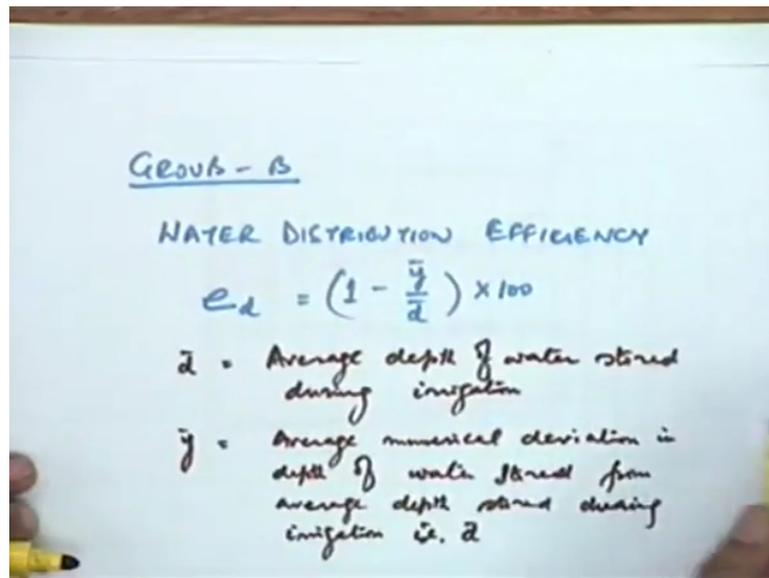 GROUP - B
WATER DISTRIBUTION EFFICIENCY
e_d = (1 - ȳ/d̄) × 100
d̄ = Average depth of water stored
during irrigation
ȳ = Average numerical deviation in
depth of water stored from
average depth stored during
irrigation i.e. d̄